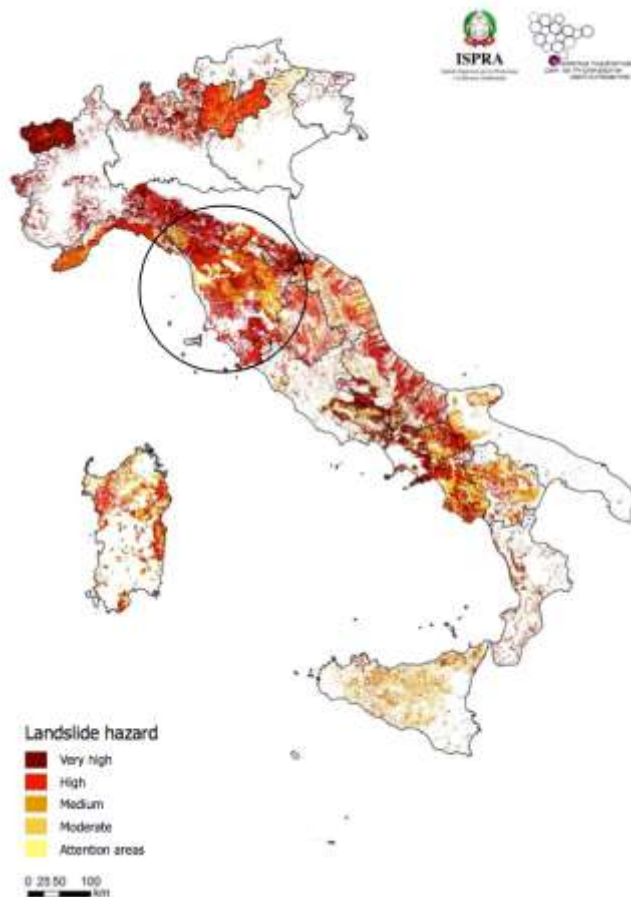 ISPRA
Landslide hazard
Very high
High
Medium
Moderate
Attention areas
0 25 50 100
km